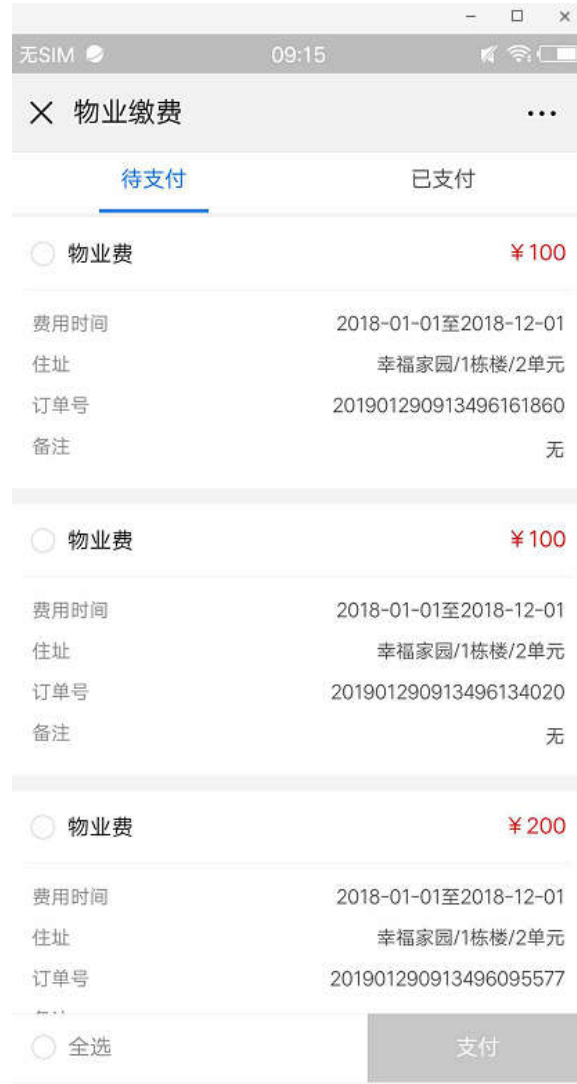 无SIM 09:15
物业缴费
待支付 已支付
物业费 ¥100
费用时间 2018-01-01至2018-12-01
住址 幸福家园/1栋楼/2单元
订单号 201901290913496161860
备注 无
物业费 ¥100
费用时间 2018-01-01至2018-12-01
住址 幸福家园/1栋楼/2单元
订单号 201901290913496134020
备注 无
物业费 ¥200
费用时间 2018-01-01至2018-12-01
住址 幸福家园/1栋楼/2单元
订单号 201901290913496095577
全选 支付